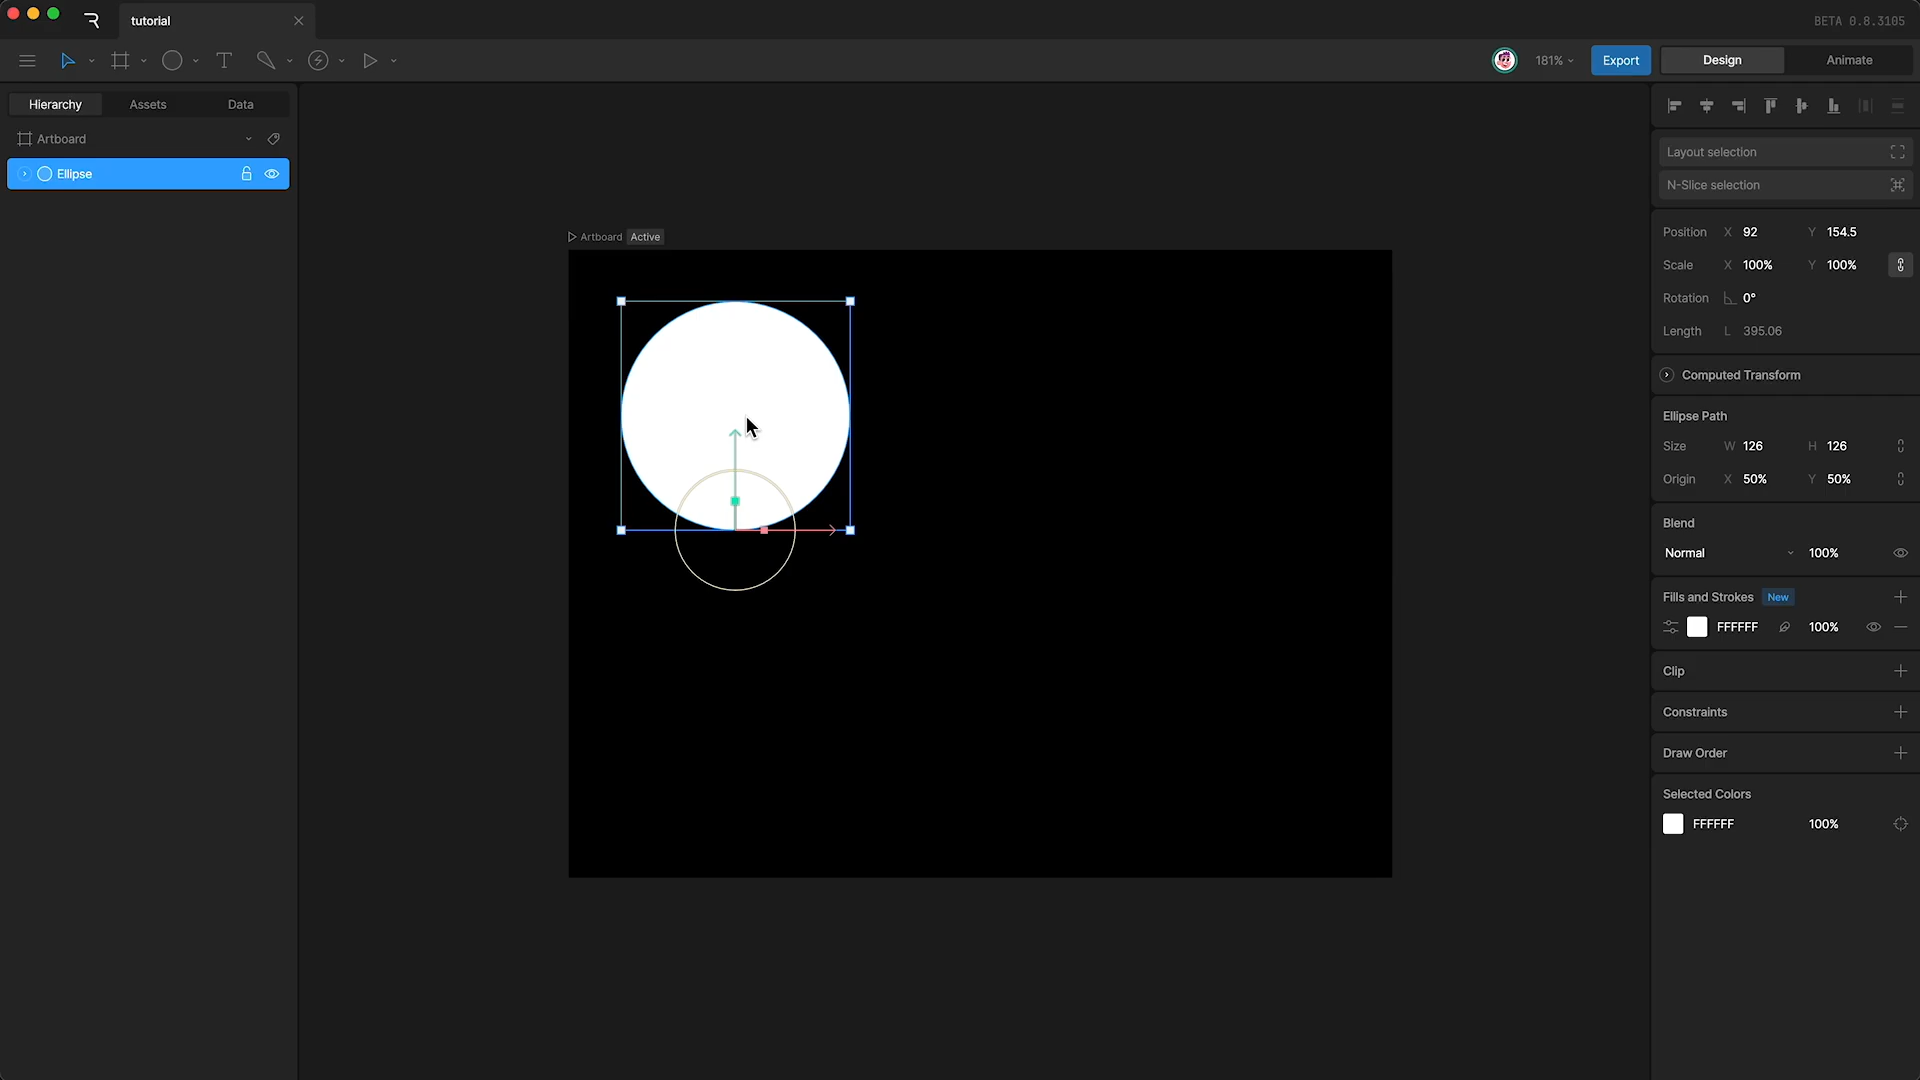 tutorial
BETA 0.8.3105
181%
Export
Design
Animate
Hierarchy
Assets
Data
Artboard
Ellipse
Artboard Active
Layout selection
N-Slice selection
Position X 92 Y 154.5
Scale X 100% Y 100%
Rotation 0°
Length L 395.06
Computed Transform
Ellipse Path
Size W 126 H 126
Origin X 50% Y 50%
Blend
Normal 100%
Fills and Strokes New
FFFFFF 100%
Clip
Constraints
Draw Order
Selected Colors
FFFFFF 100%